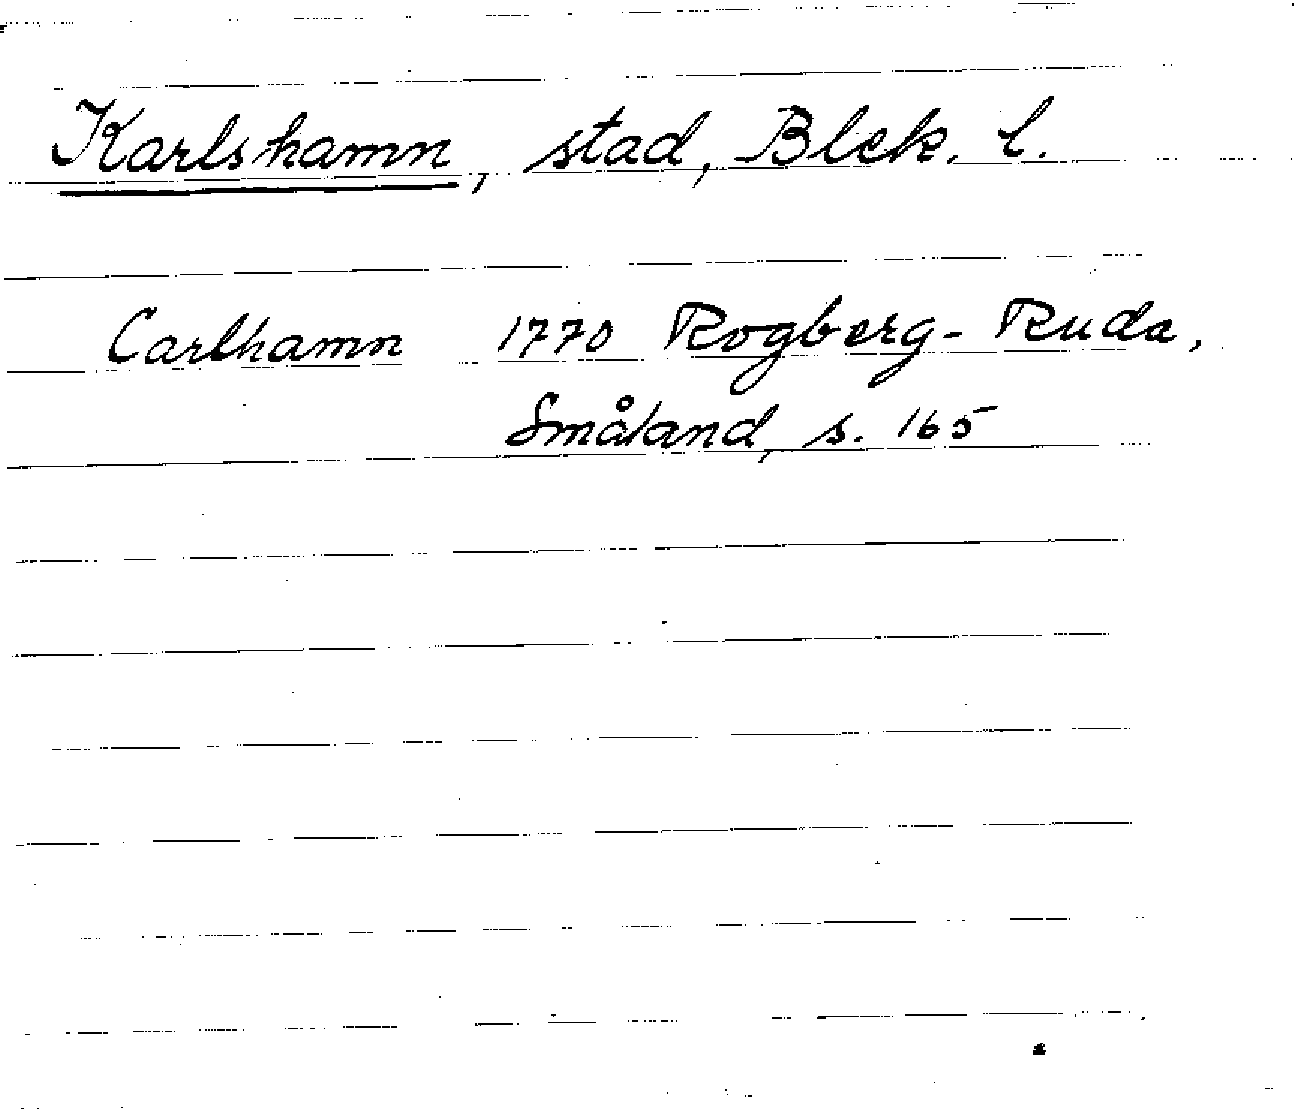 Karlshamn, stad, Blek. l.
Carlhamn 1770 Rogberg-Ruda,
Småland, s. 165